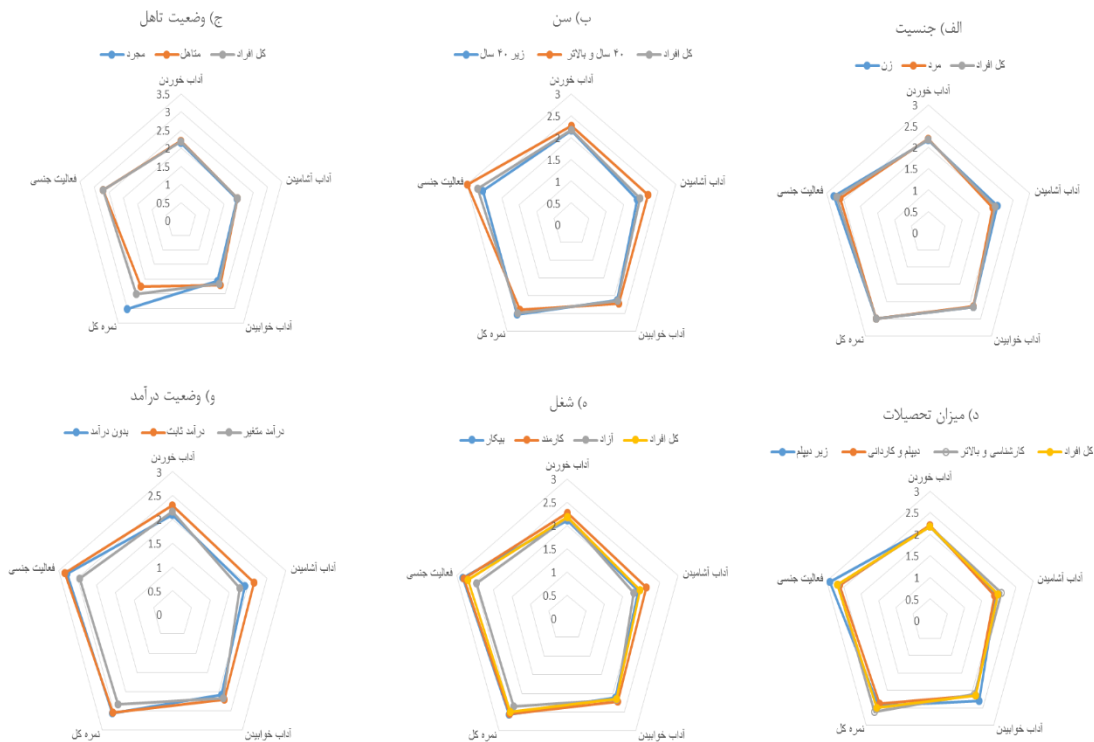 الف) جنسیت
زن مرد کل افراد
آداب خوردن
3
2.5
2
1.5
1
0.5
0
آداب آشامیدن
آداب خوابیدن
نمره کل
فعالیت جنسی
ب) سن
زیر ۴۰ سال ۴۰ سال و بالاتر کل افراد
آداب خوردن
3
2.5
2
1.5
1
0.5
0
آداب آشامیدن
آداب خوابیدن
نمره کل
فعالیت جنسی
ج) وضعیت تاهل
مجرد متاهل کل افراد
آداب خوردن
3.5
3
2.5
2
1.5
1
0.5
0
آداب آشامیدن
آداب خوابیدن
نمره کل
فعالیت جنسی
د) میزان تحصیلات
زیر دیپلم دیپلم و کاردانی کارشناسی و بالاتر کل افراد
آداب خوردن
3
2.5
2
1.5
1
0.5
0
آداب آشامیدن
آداب خوابیدن
نمره کل
فعالیت جنسی
ه) شغل
بیکار کارمند آزاد کل افراد
آداب خوردن
3
2.5
2
1.5
1
0.5
0
آداب آشامیدن
آداب خوابیدن
نمره کل
فعالیت جنسی
و) وضعیت درآمد
بدون درآمد درآمد ثابت درآمد متغیر
آداب خوردن
3
2.5
2
1.5
1
0.5
0
آداب آشامیدن
آداب خوابیدن
نمره کل
فعالیت جنسی